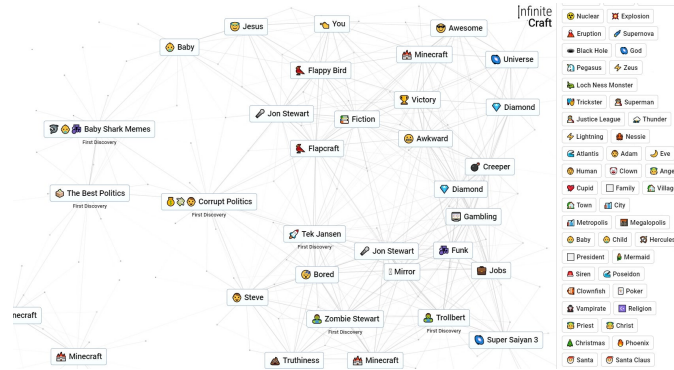 Infinite
Craft
Jesus
You
Awesome
Baby
Minecraft
Universe
Flappy Bird
Victory
Diamond
Jon Stewart
Fiction
Baby Shark Memes
First Discovery
Awkward
Flapcraft
Creeper
The Best Politics
First Discovery
Corrupt Politics
First Discovery
Diamond
Gambling
Tek Jansen
First Discovery
Jon Stewart
Funk
Bored
Mirror
Jobs
Steve
necraft
Zombie Stewart
First Discovery
Trollbert
First Discovery
Super Saiyan 3
Minecraft
Truthiness
Minecraft
Nuclear Explosion
Eruption Supernova
Black Hole God
Pegasus Zeus
Loch Ness Monster
Trickster Superman
Justice League Thunder
Lightning Nessie
Atlantis Adam Eve
Human Clown Ange
Cupid Family Villag
Town City
Metropolis Megalopolis
Baby Child Hercules
President Mermaid
Siren Poseidon
Clownfish Poker
Vampirate Religion
Priest Christ
Christmas Phoenix
Santa Santa Claus